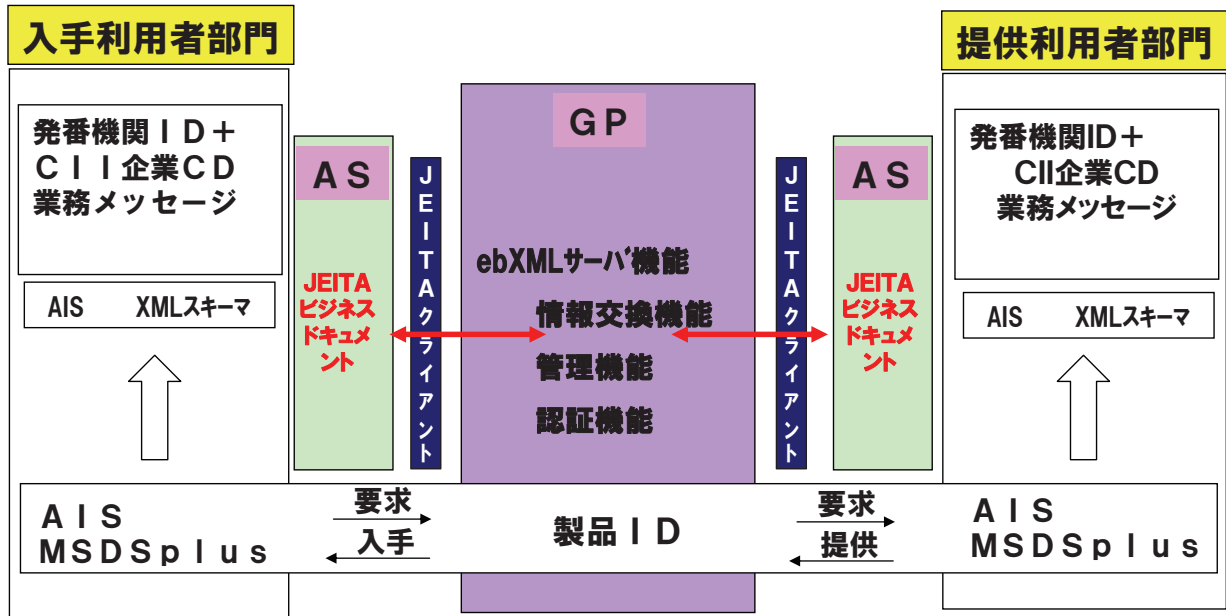 入手利用者部門
発番機関ID+
CII企業CD
業務メッセージ
AIS XMLスキーマ
AS
JEITA
ビジネス
ドキュメ
ント
JEITAクライアント
GP
ebXMLサーバ機能
情報交換機能
管理機能
認証機能
JEITAクライアント
AS
JEITA
ビジネス
ドキュメ
ント
提供利用者部門
発番機関ID+
CII企業CD
業務メッセージ
AIS XMLスキーマ
AIS
MSDSplus
要求
入手
製品ID
要求
提供
AIS
MSDSplus